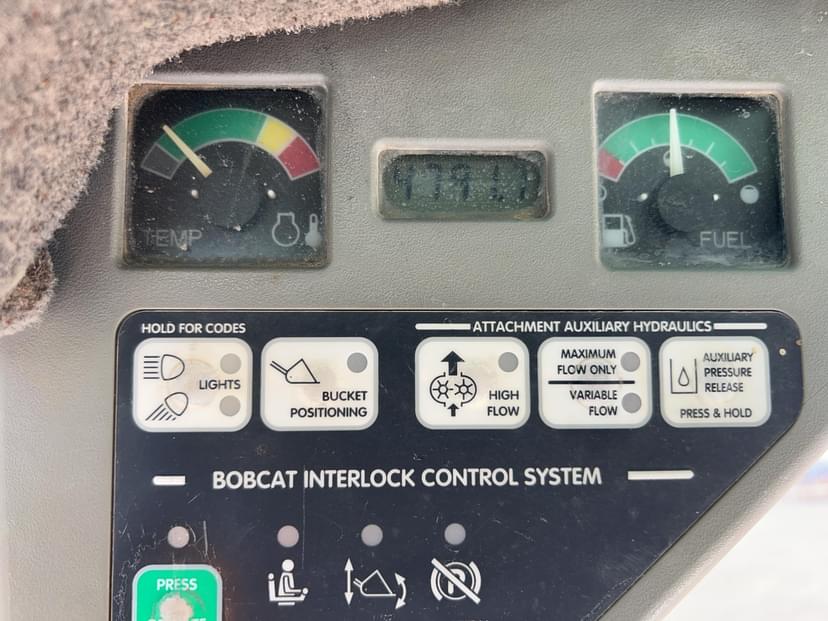 TEMP
FUEL
HOLD FOR CODES
ATTACHMENT AUXILIARY HYDRAULICS
LIGHTS
BUCKET
POSITIONING
HIGH
FLOW
MAXIMUM
FLOW ONLY
VARIABLE
FLOW
AUXILIARY
PRESSURE
RELEASE
PRESS & HOLD
BOBCAT INTERLOCK CONTROL SYSTEM
PRESS
P